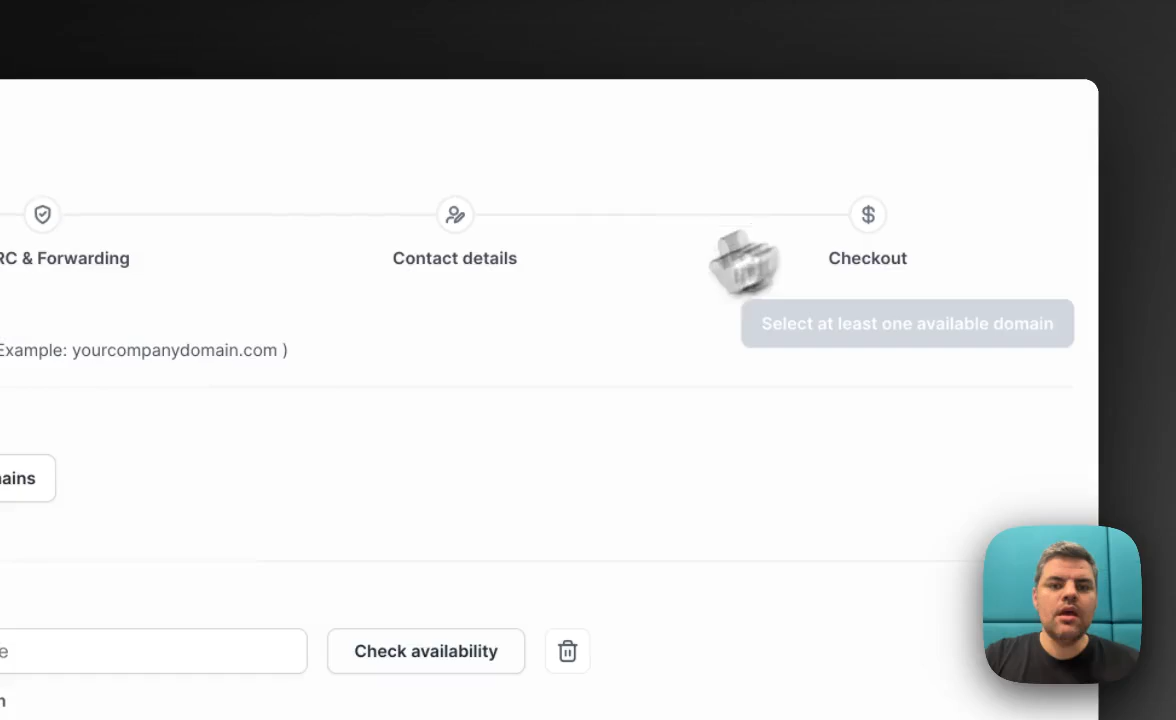 RC & Forwarding
Contact details
Checkout
Select at least one available domain
Example: yourcompanydomain.com )
ains
e
Check availability
n